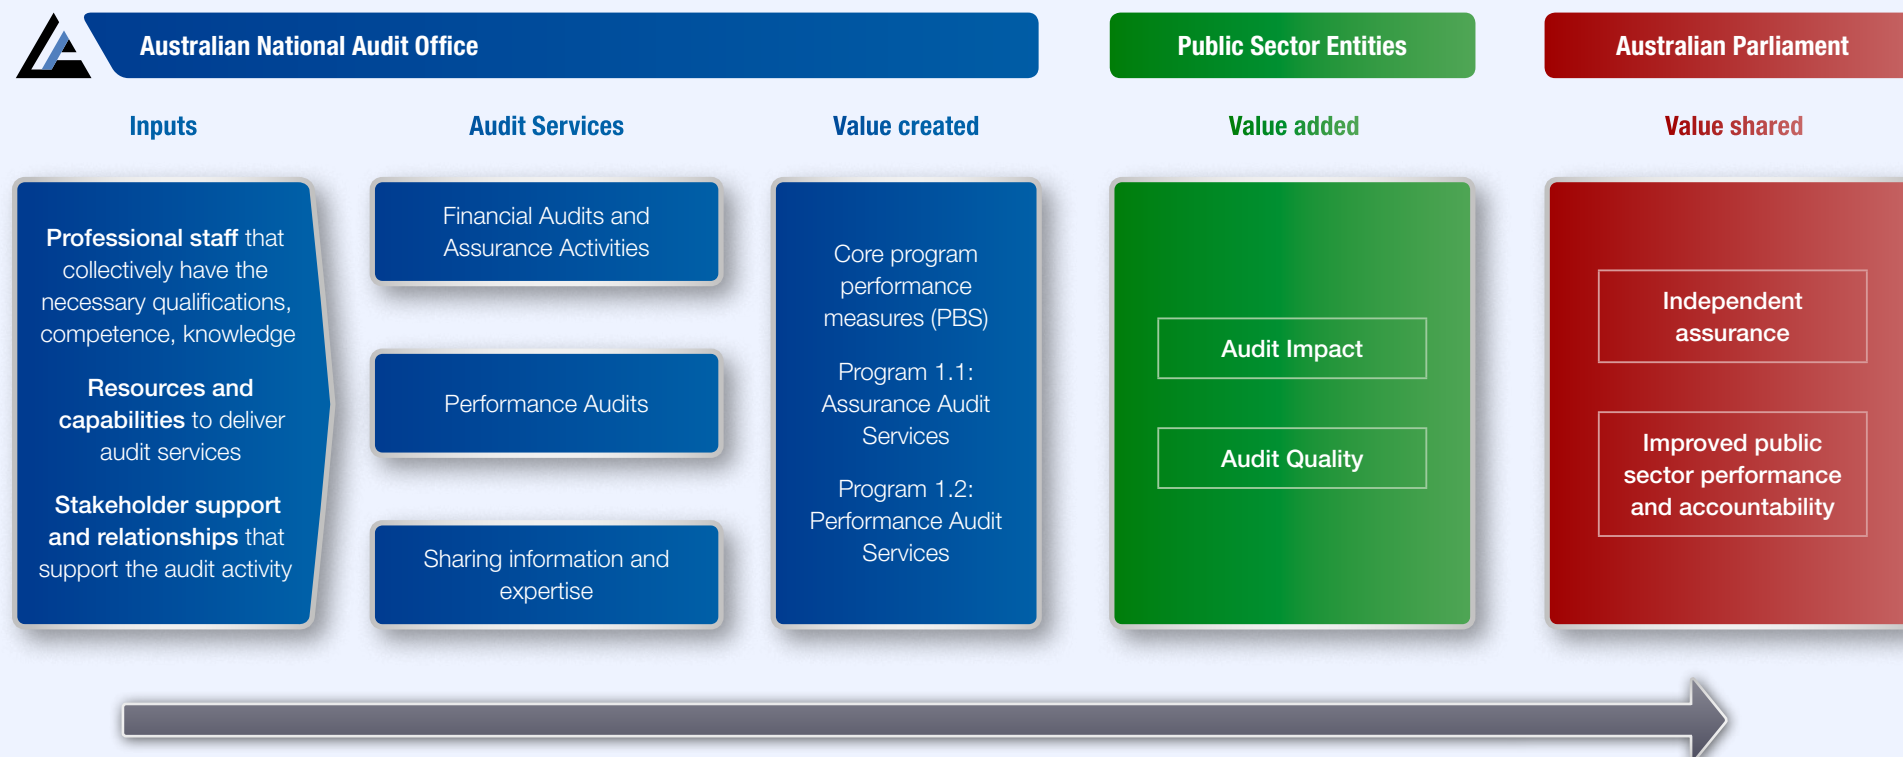 Australian National Audit Office
Public Sector Entities
Australian Parliament
Inputs
Audit Services
Value created
Value added
Value shared
Professional staff that
collectively have the
necessary qualifications,
competence, knowledge
Resources and
capabilities to deliver
audit services
Stakeholder support
and relationships that
support the audit activity
Financial Audits and
Assurance Activities
Performance Audits
Sharing information and
expertise
Core program
performance
measures (PBS)
Program 1.1:
Assurance Audit
Services
Program 1.2:
Performance Audit
Services
Audit Impact
Audit Quality
Independent
assurance
Improved public
sector performance
and accountability